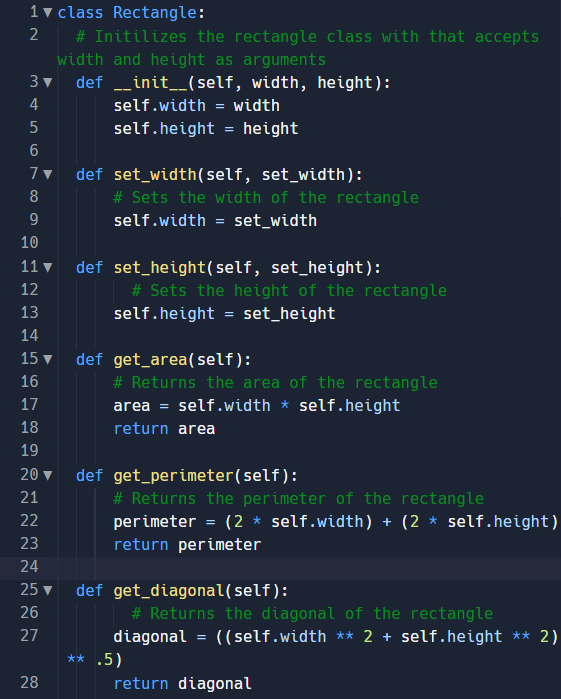 1 class Rectangle:
2 # Initilizes the rectangle class with that accepts
width and height as arguments
3 def __init__(self, width, height):
4 self.width = width
5 self.height = height
6
7 def set_width(self, set_width):
8 # Sets the width of the rectangle
9 self.width = set_width
10
11 def set_height(self, set_height):
12 # Sets the height of the rectangle
13 self.height = set_height
14
15 def get_area(self):
16 # Returns the area of the rectangle
17 area = self.width * self.height
18 return area
19
20 def get_perimeter(self):
21 # Returns the perimeter of the rectangle
22 perimeter = (2 * self.width) + (2 * self.height)
23 return perimeter
24
25 def get_diagonal(self):
26 # Returns the diagonal of the rectangle
27 diagonal = ((self.width ** 2 + self.height ** 2)
** .5)
28 return diagonal